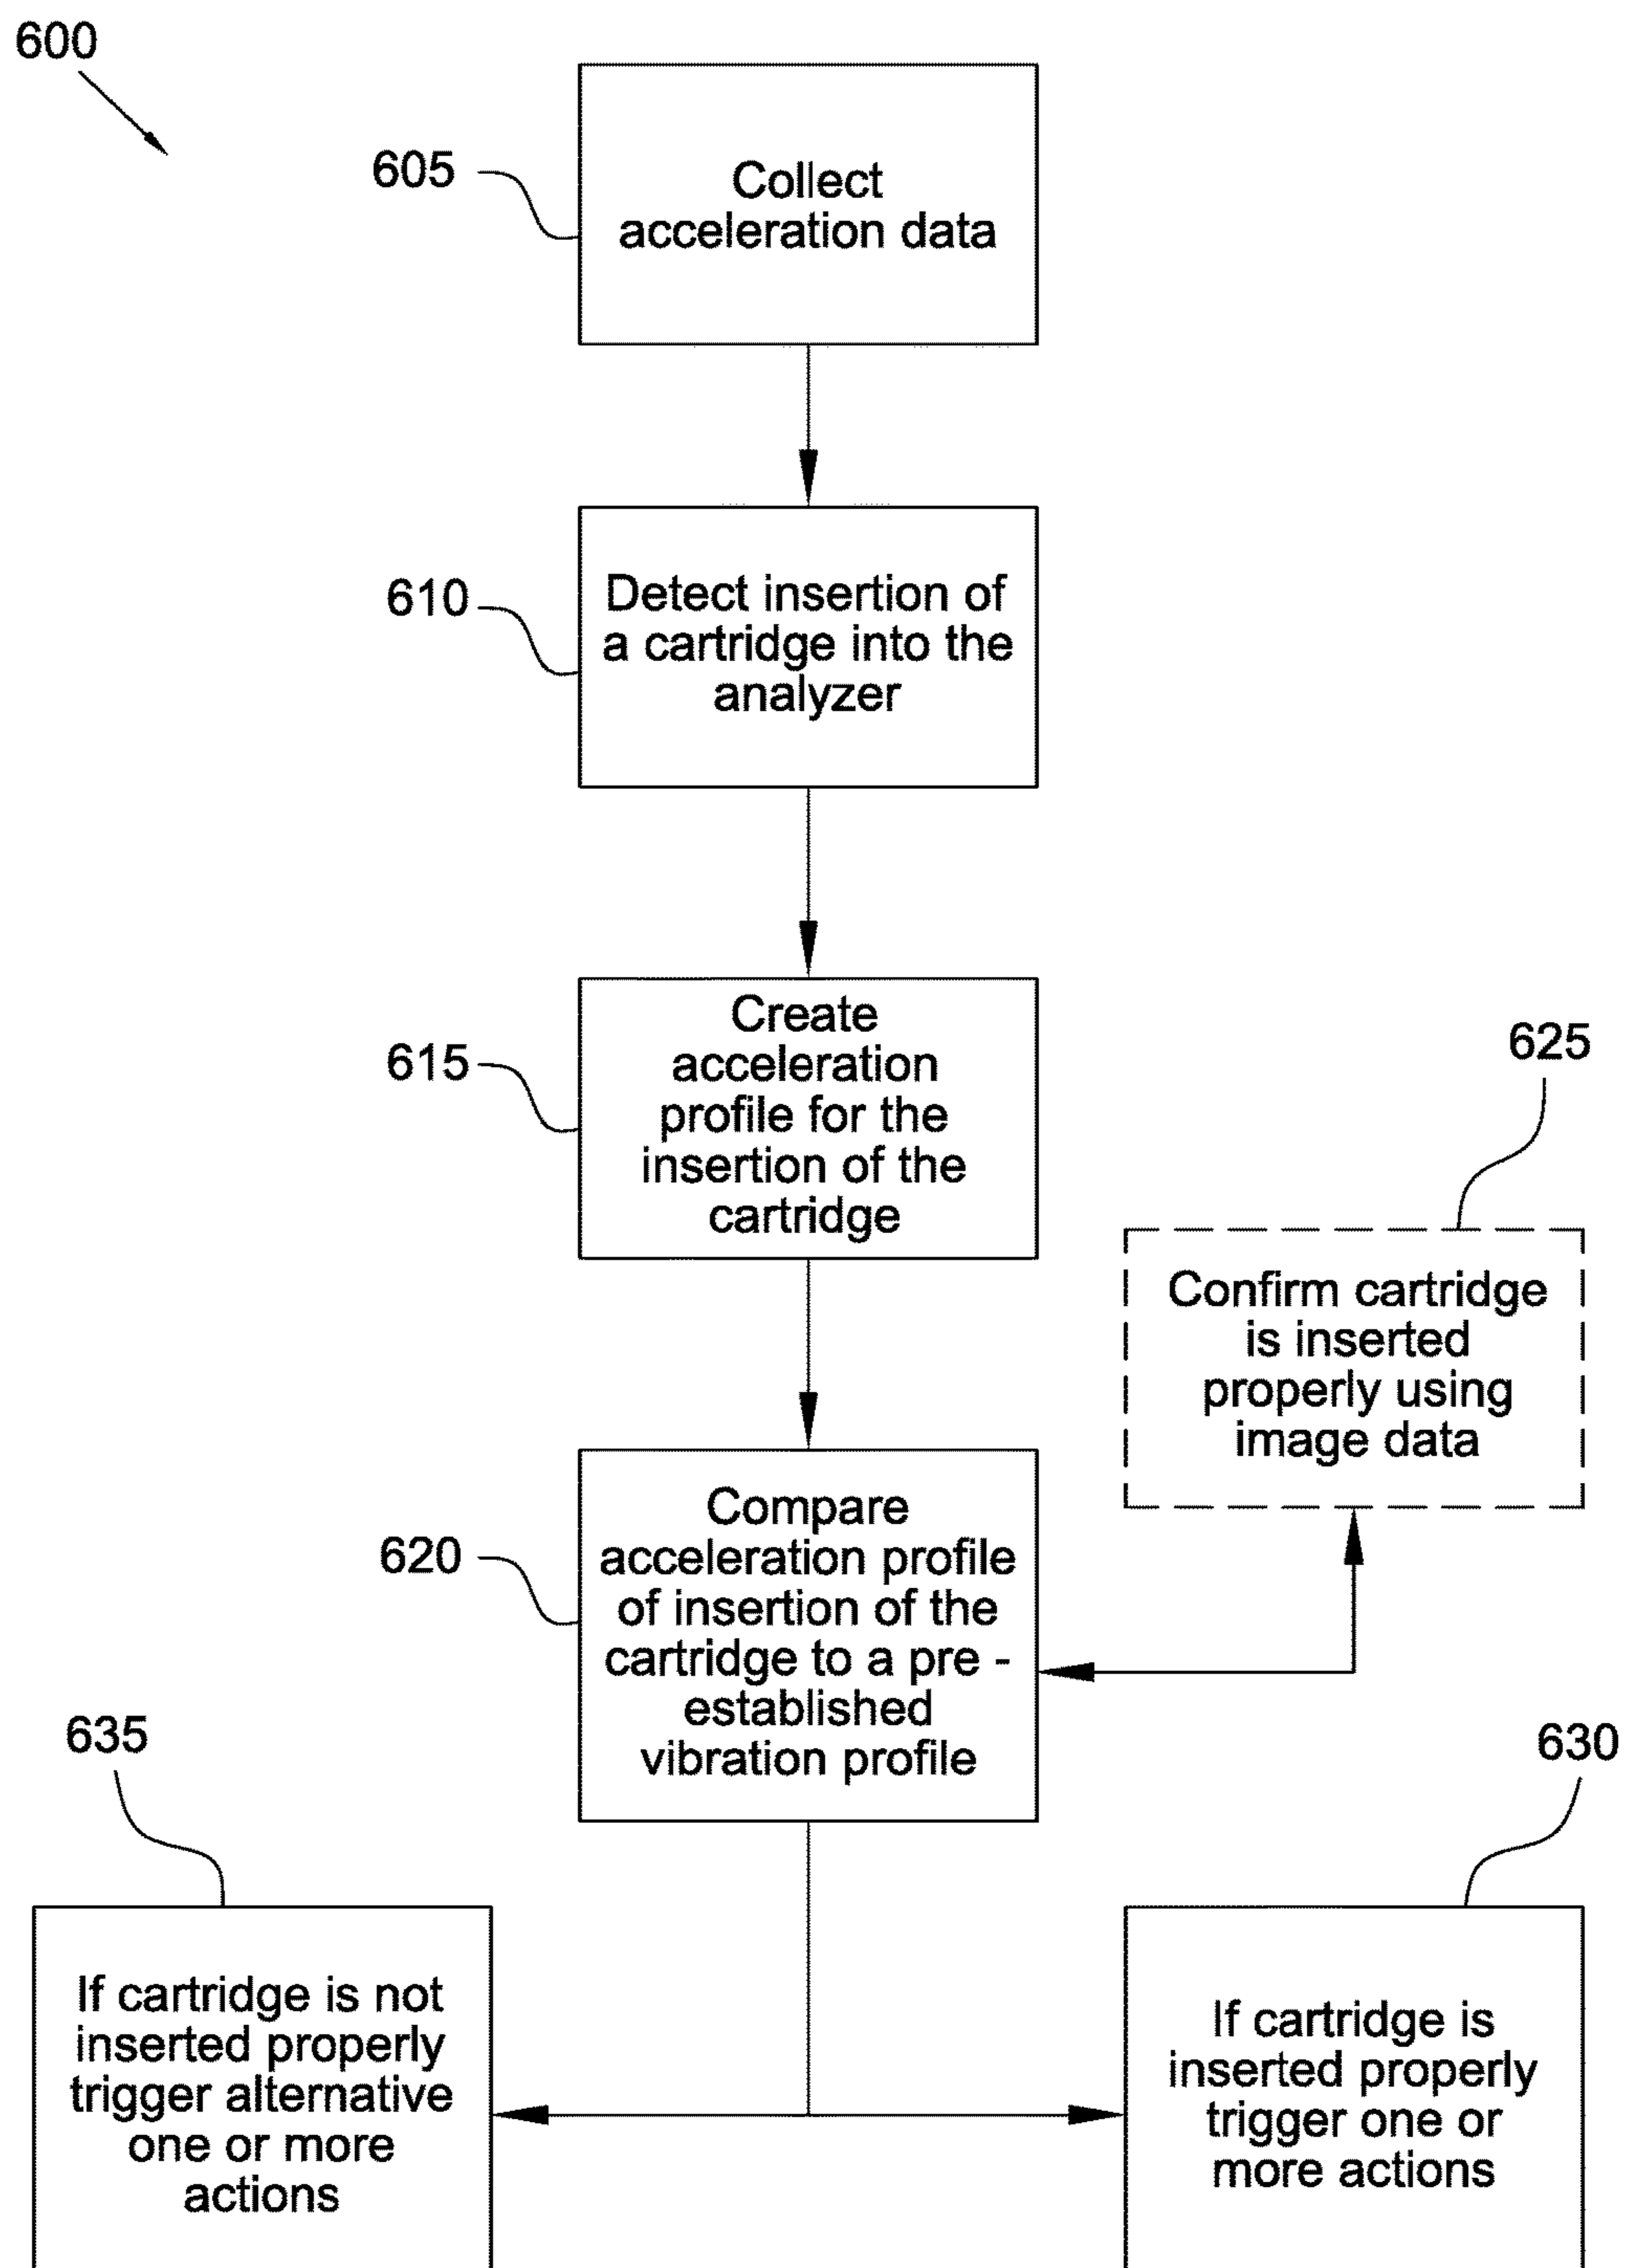 600
605
Collect
acceleration data
610
Detect insertion of
a cartridge into the
analyzer
615
Create
acceleration
profile for the
insertion of the
cartridge
625
Confirm cartridge
is inserted
properly using
image data
620
Compare
acceleration profile
of insertion of the
cartridge to a pre -
established
vibration profile
635
If cartridge is not
inserted properly
trigger alternative
one or more
actions
630
If cartridge is
inserted properly
trigger one or
more actions